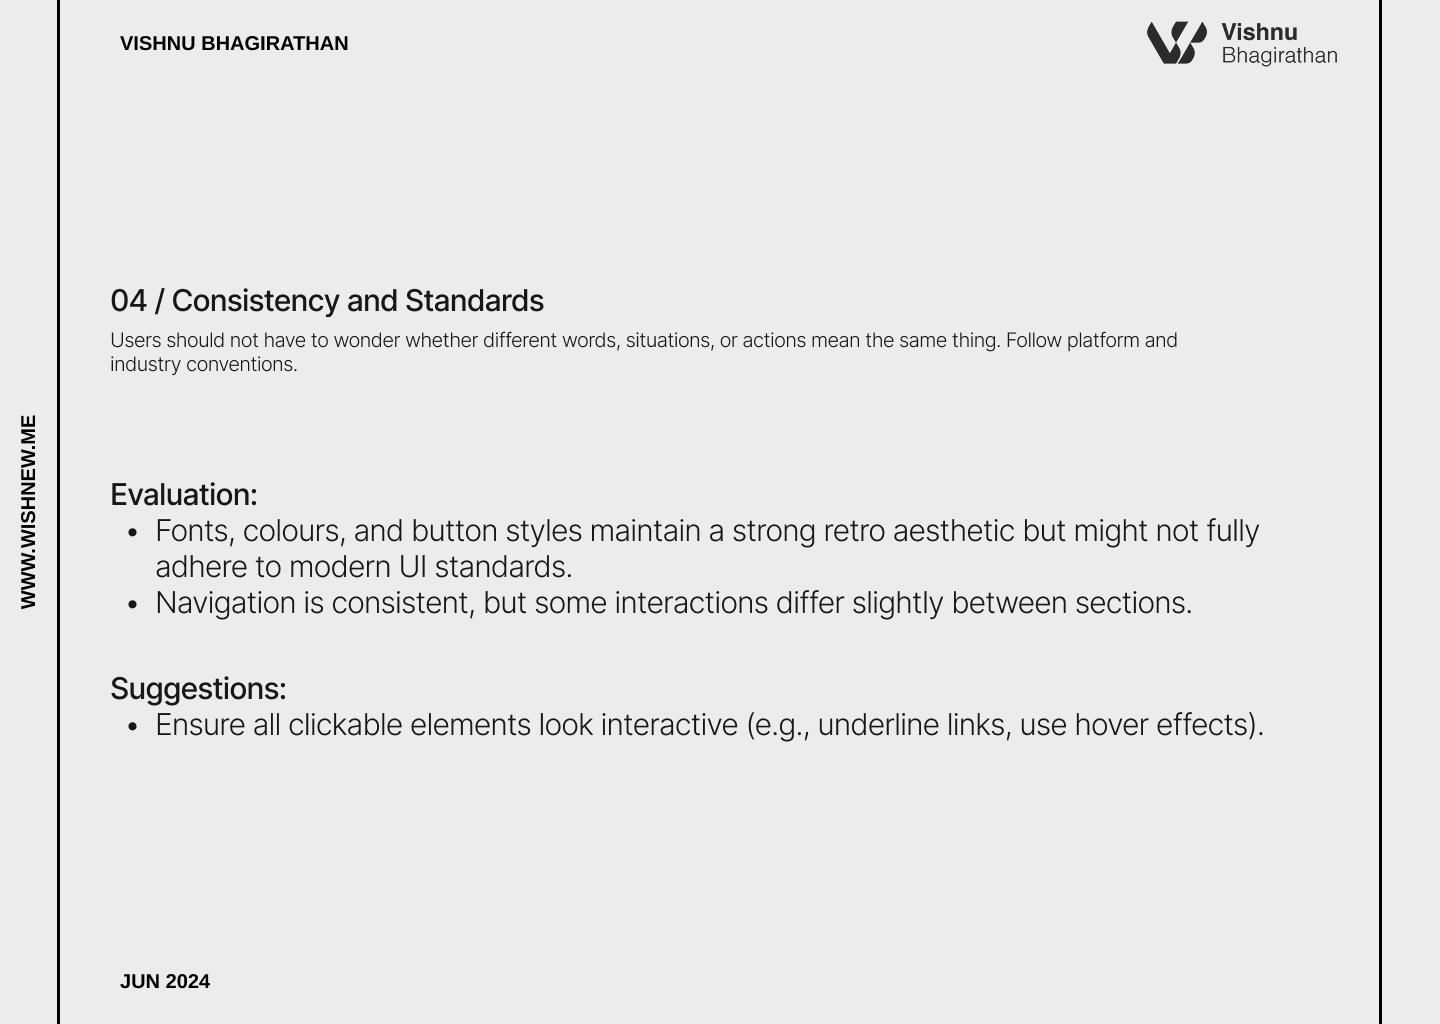 VISHNU BHAGIRATHAN
Vishnu
Bhagirathan
04 / Consistency and Standards
Users should not have to wonder whether different words, situations, or actions mean the same thing. Follow platform and
industry conventions.
WWW.WISHNEW.ME
Evaluation:
• Fonts, colours, and button styles maintain a strong retro aesthetic but might not fully
adhere to modern UI standards.
• Navigation is consistent, but some interactions differ slightly between sections.
Suggestions:
• Ensure all clickable elements look interactive (e.g., underline links, use hover effects).
JUN 2024